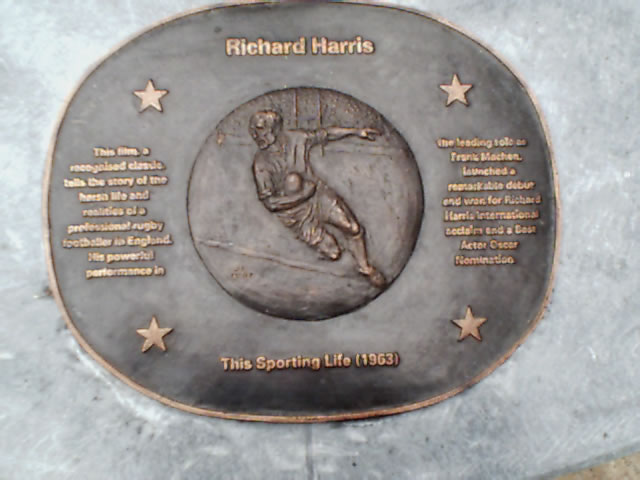 Richard Harris
This film, a
recognised classic
tells the story of the
harsh life and
realities of a
professional rugby
footballer in England.
His powerful
performance in
the leading role as
Frank Machen,
launched a
remarkable debut
and won for Richard
Harris international
acclaim and a Best
Actor Oscar
Nomination
This Sporting Life (1963)